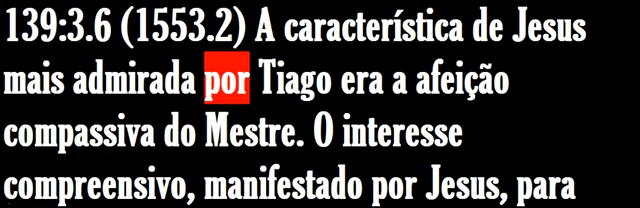 139:3.6 (1553.2) A característica de Jesus
mais admirada por Tiago era a afeição
compassiva do Mestre. O interesse
compreensivo, manifestado por Jesus, para